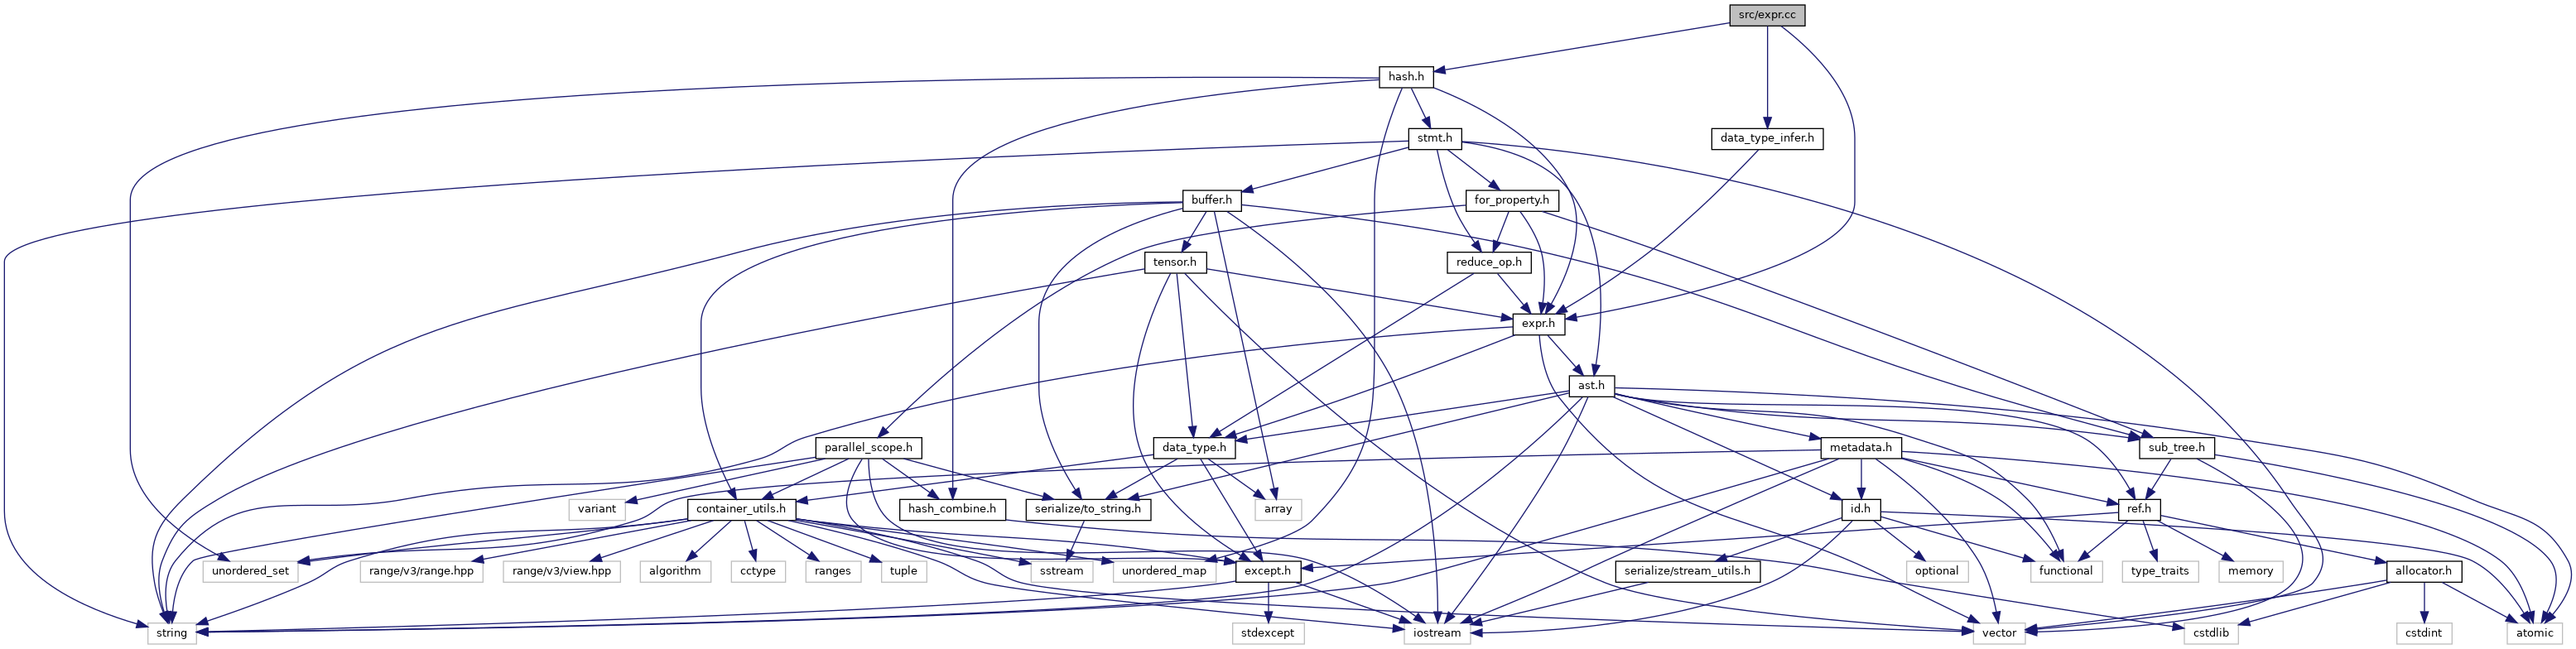 src/expr.cc
hash.h
stmt.h
data_type_infer.h
buffer.h
for_property.h
tensor.h
reduce_op.h
expr.h
ast.h
parallel_scope.h
data_type.h
metadata.h
sub_tree.h
variant
container_utils.h
hash_combine.h
serialize/to_string.h
array
id.h
ref.h
unordered_set
range/v3/range.hpp
range/v3/view.hpp
algorithm
cctype
ranges
tuple
sstream
unordered_map
except.h
serialize/stream_utils.h
optional
functional
type_traits
memory
allocator.h
string
stdexcept
iostream
vector
cstdlib
cstdint
atomic